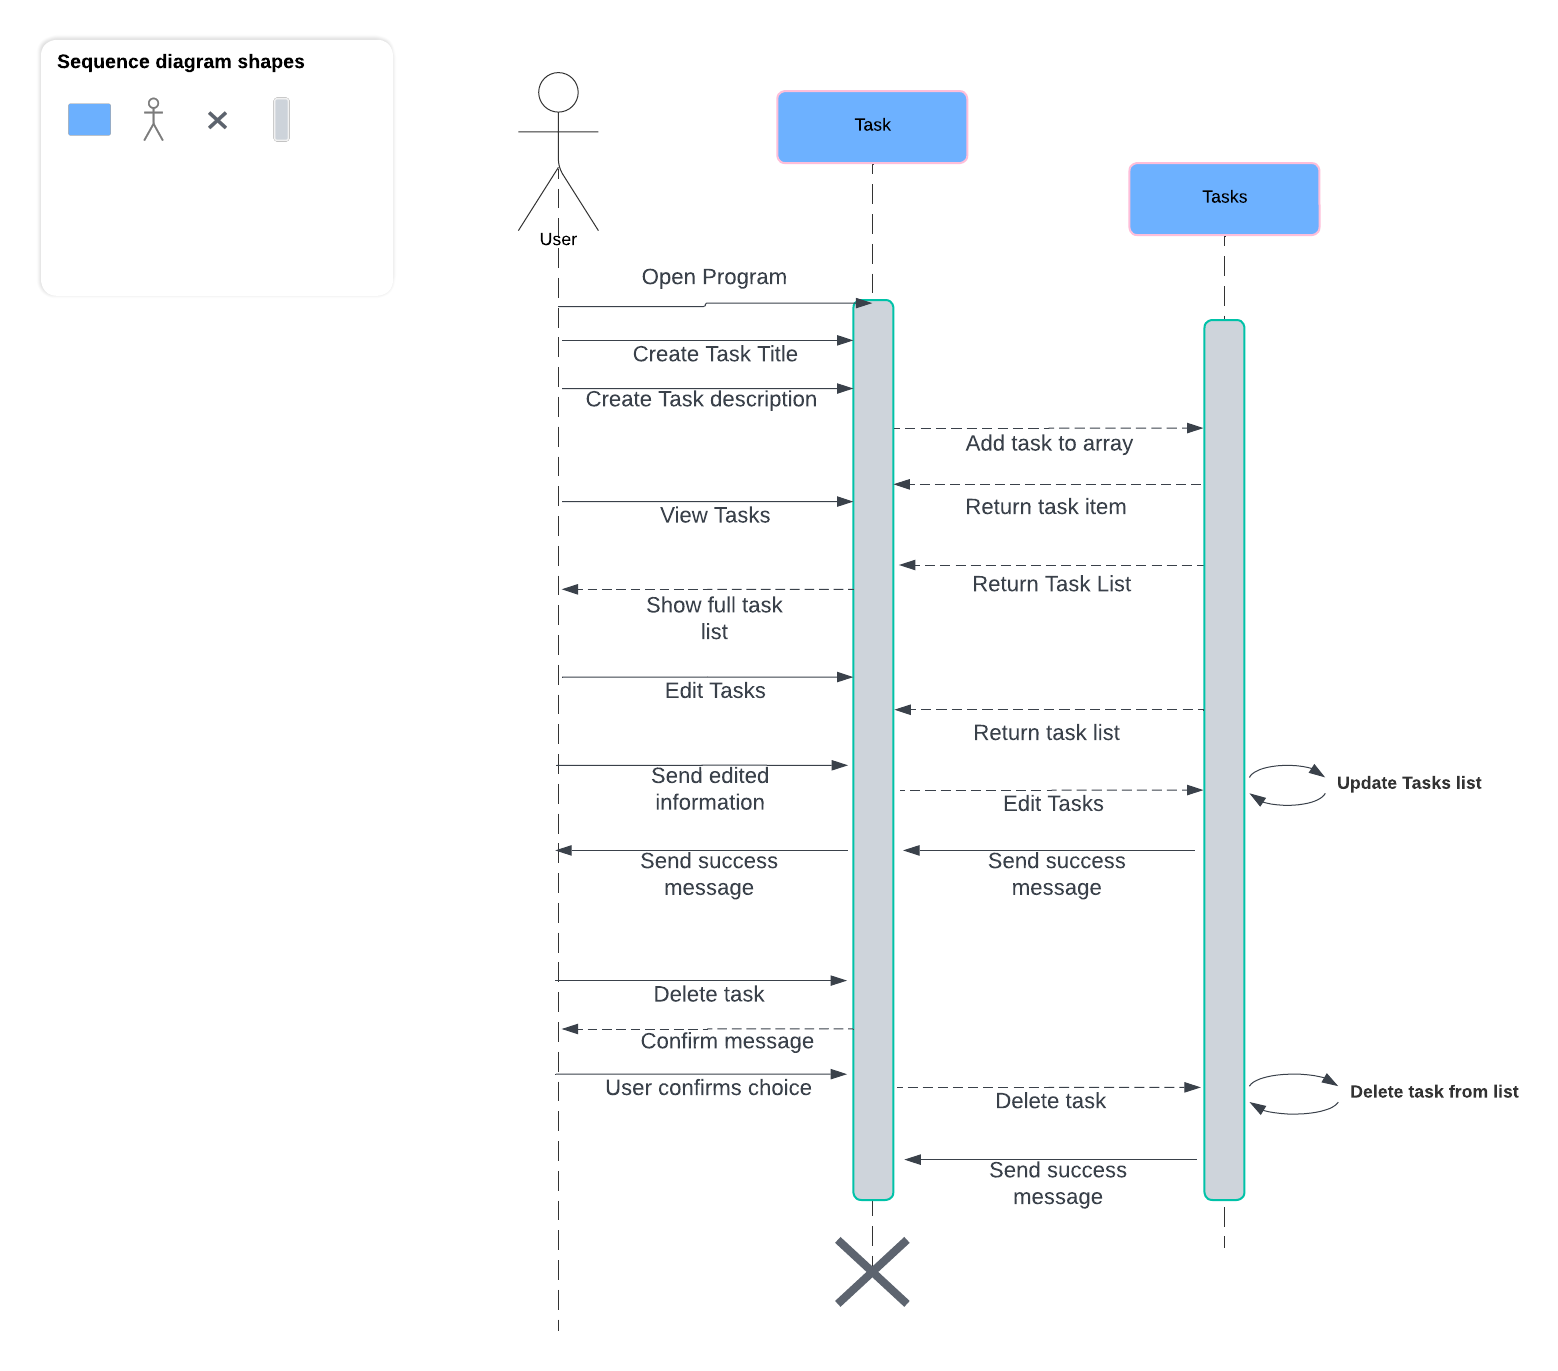 Sequence diagram shapes
Task
Tasks
User
Open Program
Create Task Title
Create Task description
Add task to array
Return task item
View Tasks
Return Task List
Show full task
list
Edit Tasks
Return task list
Send edited
information
Edit Tasks
Update Tasks list
Send success
message
Send success
message
Delete task
Confirm message
User confirms choice
Delete task
Delete task from list
Send success
message